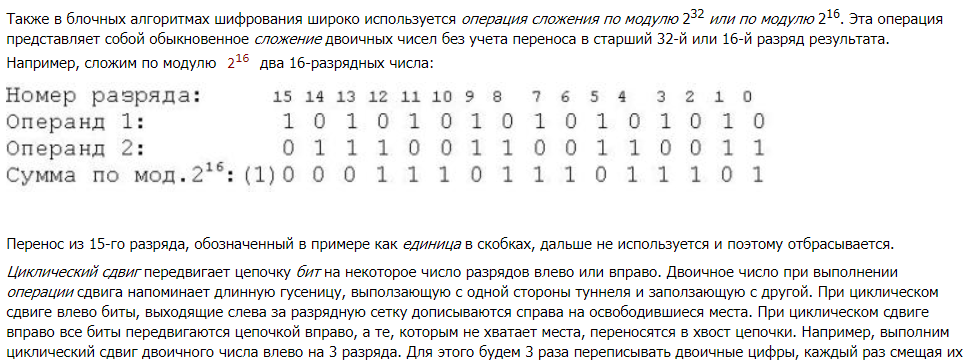 Также в блочных алгоритмах шифрования широко используется операция сложения по модулю 2^32 или по модулю 2^16. Эта операция
представляет собой обыкновенное сложение двоичных чисел без учета переноса в старший 32-й или 16-й разряд результата.
Например, сложим по модулю 2^16 два 16-разрядных числа:
Номер разряда: 15 14 13 12 11 10 9 8 7 6 5 4 3 2 1 0
Операнд 1: 1 0 1 0 1 0 1 0 1 0 1 0 1 0 1 0
Операнд 2: 0 1 1 1 0 0 1 1 0 0 1 1 0 0 1 1
Сумма по мод.2^16: (1) 0 0 0 1 1 1 0 1 1 1 0 1 1 1 0 1
Перенос из 15-го разряда, обозначенный в примере как единица в скобках, дальше не используется и поэтому отбрасывается.
Циклический сдвиг передвигает цепочку бит на некоторое число разрядов влево или вправо. Двоичное число при выполнении
операции сдвига напоминает длинную гусеницу, выползающую с одной стороны туннеля и заползающую с другой. При циклическом
сдвиге влево биты, выходящие слева за разрядную сетку дописываются справа на освободившиеся места. При циклическом сдвиге
вправо все биты передвигаются цепочкой вправо, а те, которым не хватает места, переносятся в хвост цепочки. Например, выполним
циклический сдвиг двоичного числа влево на 3 разряда. Для этого будем 3 раза переписывать двоичные цифры, каждый раз смещая их